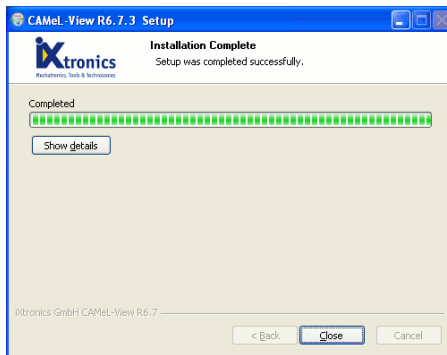 CAMeL-View R6.7.3 Setup
iXtronics
Mechatronics, Tools & Technologies
Installation Complete
Setup was completed successfully.
Completed
Show details
iXtronics GmbH CAMeL-View R6.7
< Back
Close
Cancel